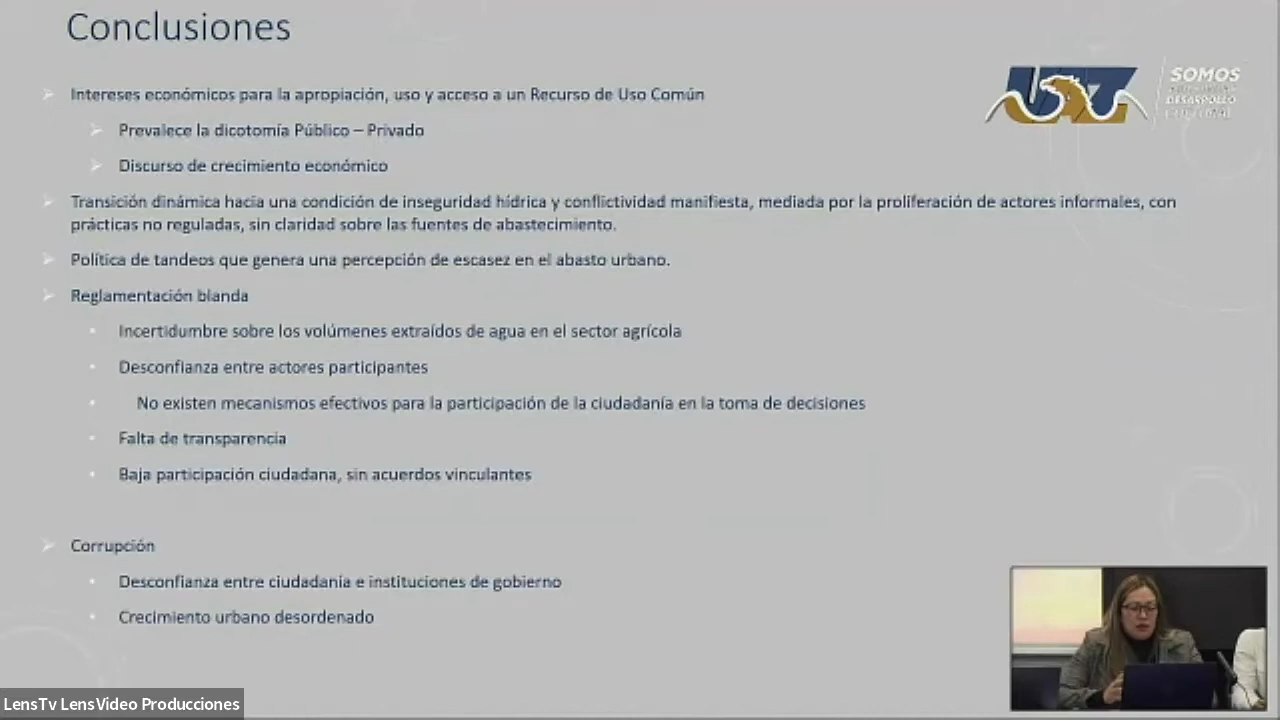 Conclusiones
Intereses económicos para la apropiación, uso y acceso a un Recurso de Uso Común
Prevalece la dicotomía Público – Privado
Discurso de crecimiento económico
Transición dinámica hacia una condición de inseguridad hídrica y conflictividad manifiesta, mediada por la proliferación de actores informales, con
prácticas no reguladas, sin claridad sobre las fuentes de abastecimiento.
Política de tandeos que genera una percepción de escasez en el abasto urbano.
Reglamentación blanda
Incertidumbre sobre los volúmenes extraídos de agua en el sector agrícola
Desconfianza entre actores participantes
No existen mecanismos efectivos para la participación de la ciudadanía en la toma de decisiones
Falta de transparencia
Baja participación ciudadana, sin acuerdos vinculantes
Corrupción
Desconfianza entre ciudadanía e instituciones de gobierno
Crecimiento urbano desordenado
UAZ
SOMOS
DESARROLLO
LensTv LensVideo Producciones